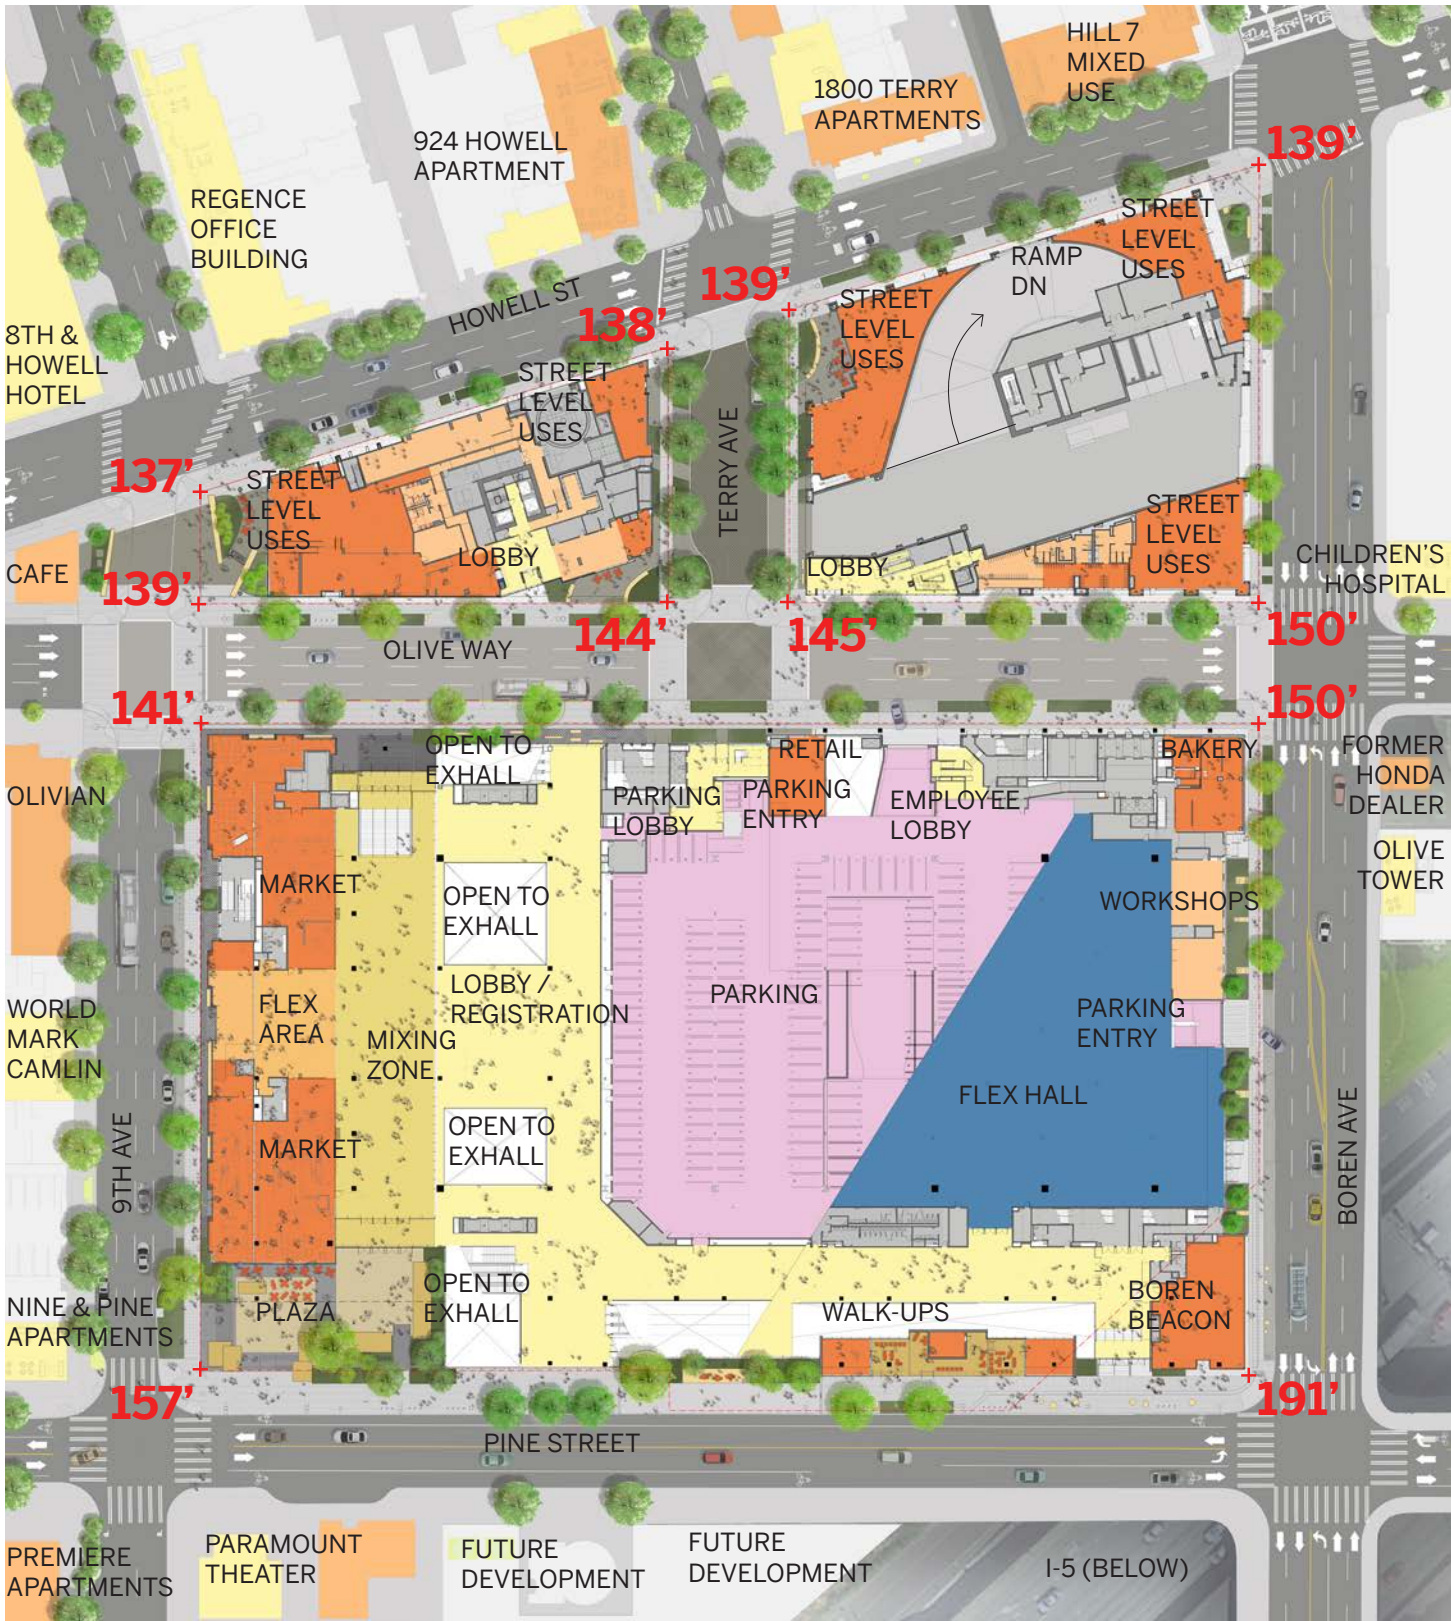 HILL 7
MIXED
USE
1800 TERRY
APARTMENTS
924 HOWELL
APARTMENT
139'
REGENCE
OFFICE
BUILDING
STREET
LEVEL
USES
RAMP
DN
139'
STREET
LEVEL
USES
HOWELL ST
138'
8TH &
HOWELL
HOTEL
STREET
LEVEL
USES
TERRY AVE
137'
STREET
LEVEL
USES
STREET
LEVEL
USES
LOBBY
LOBBY
CAFE
CHILDREN'S
HOSPITAL
139'
144'
145'
150'
OLIVE WAY
141'
150'
OPEN TO
EXHALL
RETAIL
BAKERY
FORMER
HONDA
DEALER
OLIVIAN
PARKING
LOBBY
PARKING
ENTRY
EMPLOYEE
LOBBY
OLIVE
TOWER
MARKET
OPEN TO
EXHALL
WORKSHOPS
LOBBY /
REGISTRATION
PARKING
WORLD
MARK
CAMLIN
FLEX
AREA
MIXING
ZONE
PARKING
ENTRY
FLEX HALL
9TH AVE
MARKET
OPEN TO
EXHALL
BOREN AVE
NINE & PINE
APARTMENTS
PLAZA
OPEN TO
EXHALL
WALK-UPS
BOREN
BEACON
157'
191'
PINE STREET
PREMIERE
APARTMENTS
PARAMOUNT
THEATER
FUTURE
DEVELOPMENT
FUTURE
DEVELOPMENT
I-5 (BELOW)